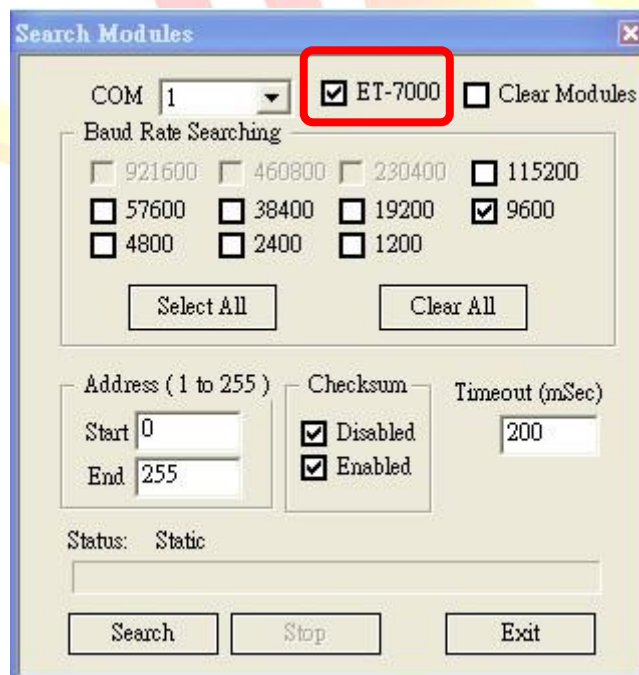 Search Modules
COM 1 ET-7000 Clear Modules
Baud Rate Searching
921600 460800 230400 115200
57600 38400 19200 9600
4800 2400 1200
Select All Clear All
Address ( 1 to 255 ) Checksum Timeout (mSec)
Start 0 Disabled 200
End 255 Enabled
Status: Static
Search Stop Exit